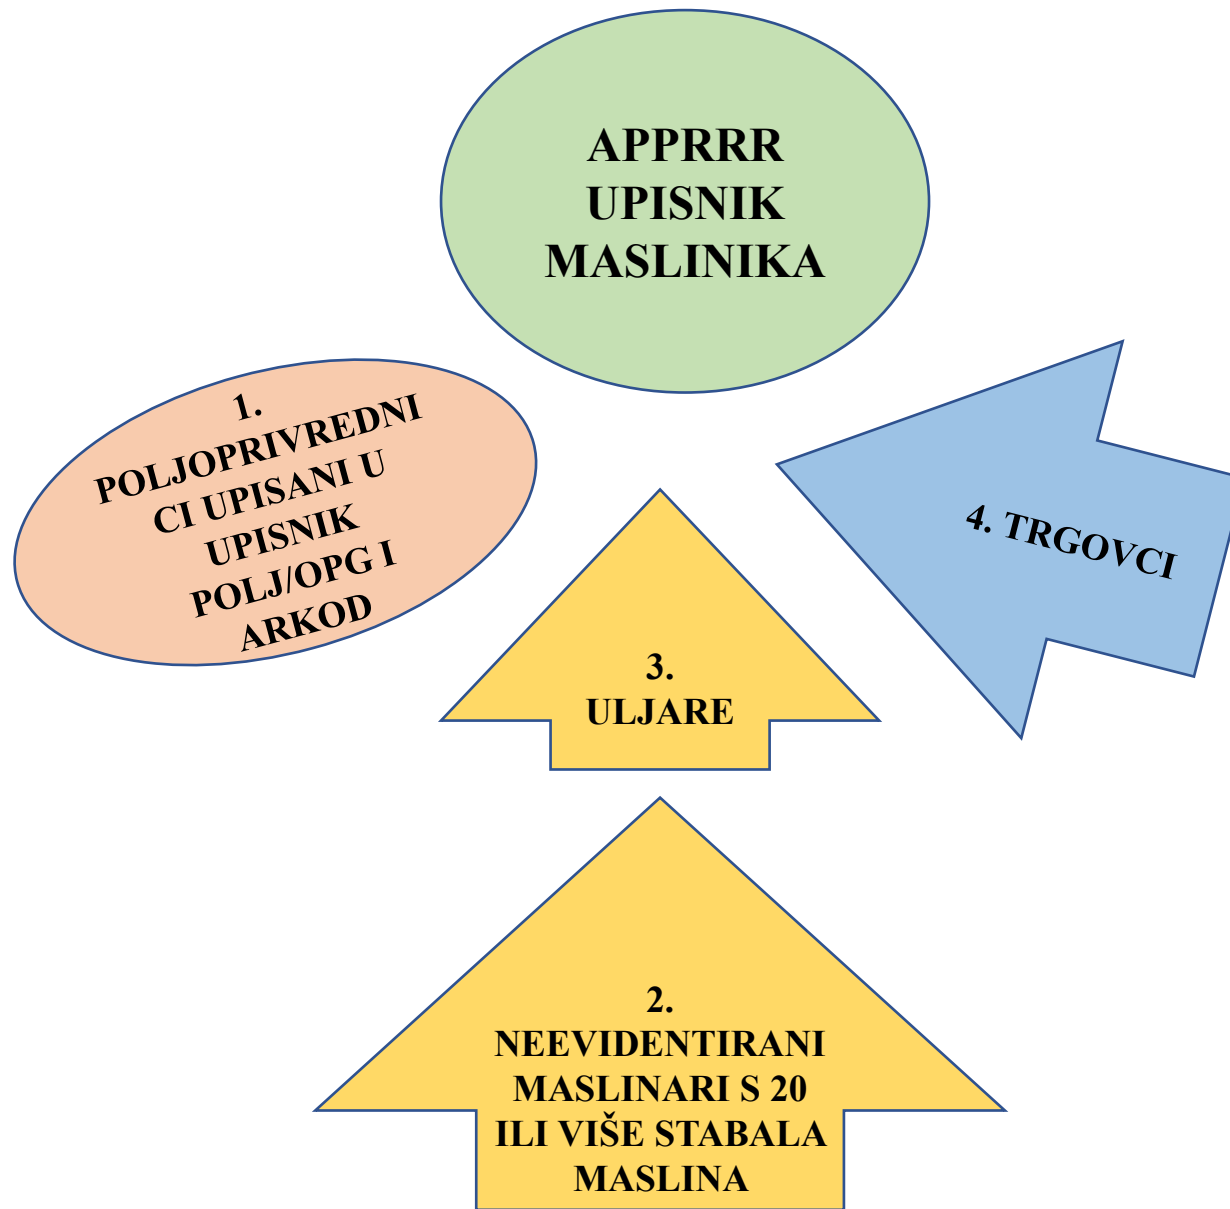 APPRRR
UPISNIK
MASLINIKA
1.
POLJOPRIVREDNI
CI UPISANI U
UPISNIK
POLJ/OPG I
ARKOD
4. TRGOVCI
3.
ULJARE
2.
NEEVIDENTIRANI
MASLINARI S 20
ILI VIŠE STABALA
MASLINA